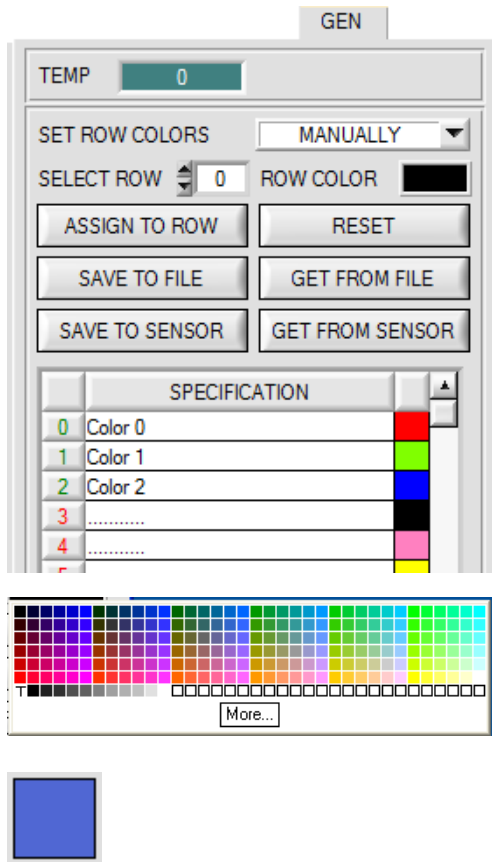 GEN
TEMP 0
SET ROW COLORS MANUALLY
SELECT ROW 0 ROW COLOR
ASSIGN TO ROW RESET
SAVE TO FILE GET FROM FILE
SAVE TO SENSOR GET FROM SENSOR
SPECIFICATION
0 Color 0
1 Color 1
2 Color 2
3 ...........
4 ...........
T
More...